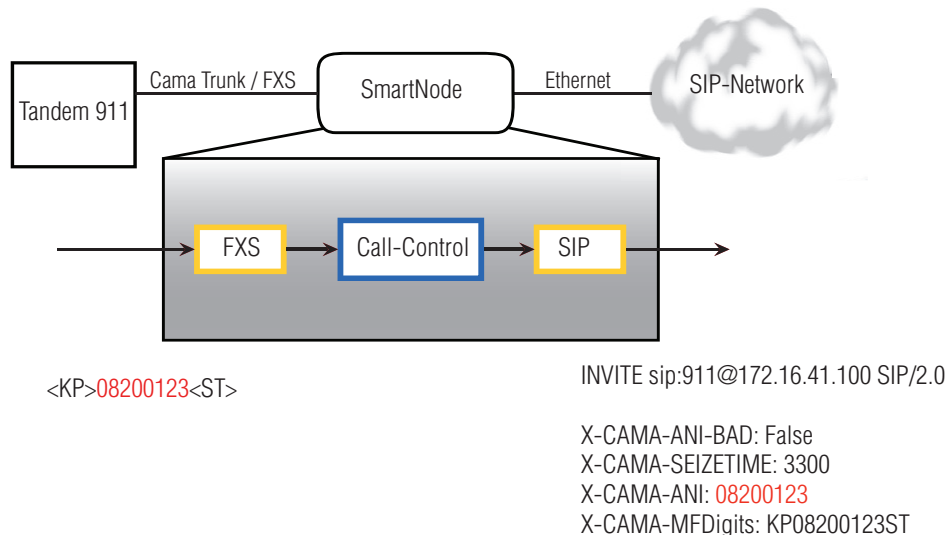 Tandem 911
Cama Trunk / FXS
SmartNode
Ethernet
SIP-Network
FXS
Call-Control
SIP
<KP>08200123<ST>
INVITE sip:911@172.16.41.100 SIP/2.0
X-CAMA-ANI-BAD: False
X-CAMA-SEIZETIME: 3300
X-CAMA-ANI: 08200123
X-CAMA-MFDigits: KP08200123ST